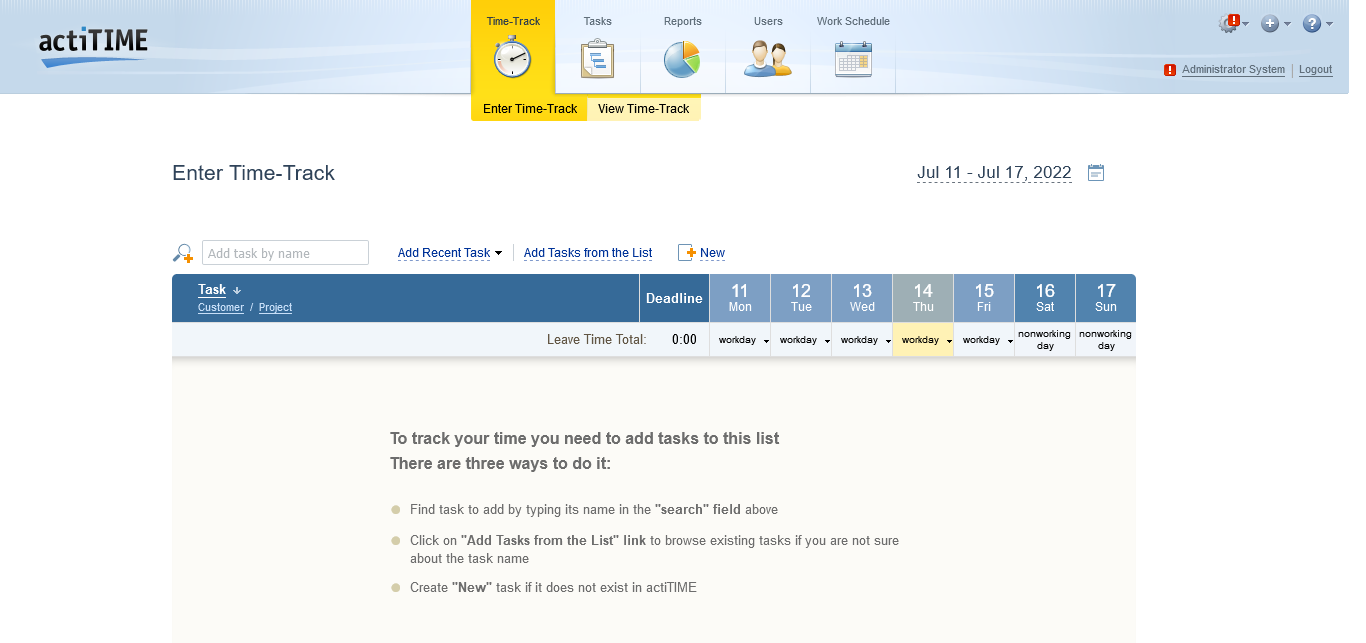 actiTIME
Time-Track
Tasks
Reports
Users
Work Schedule
Administrator System
Logout
Enter Time-Track
View Time-Track
Enter Time-Track
Jul 11 - Jul 17, 2022
Add task by name
Add Recent Task
Add Tasks from the List
New
Task
Customer / Project
Deadline
11
Mon
12
Tue
13
Wed
14
Thu
15
Fri
16
Sat
17
Sun
Leave Time Total:
0:00
workday
workday
workday
workday
workday
nonworking
day
nonworking
day
To track your time you need to add tasks to this list
There are three ways to do it:
Find task to add by typing its name in the "search" field above
Click on "Add Tasks from the List" link to browse existing tasks if you are not sure
about the task name
Create "New" task if it does not exist in actiTIME